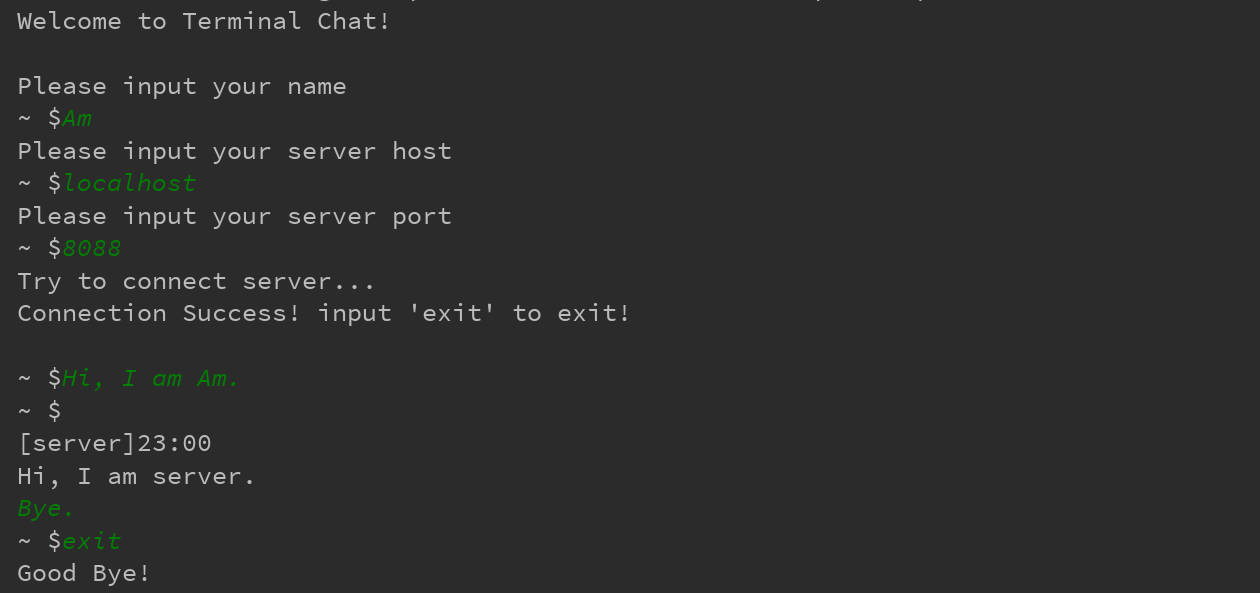 Welcome to Terminal Chat!
Please input your name
~ $Am
Please input your server host
~ $localhost
Please input your server port
~ $8088
Try to connect server...
Connection Success! input 'exit' to exit!
~ $Hi, I am Am.
~ $
[server]23:00
Hi, I am server.
Bye.
~ $exit
Good Bye!